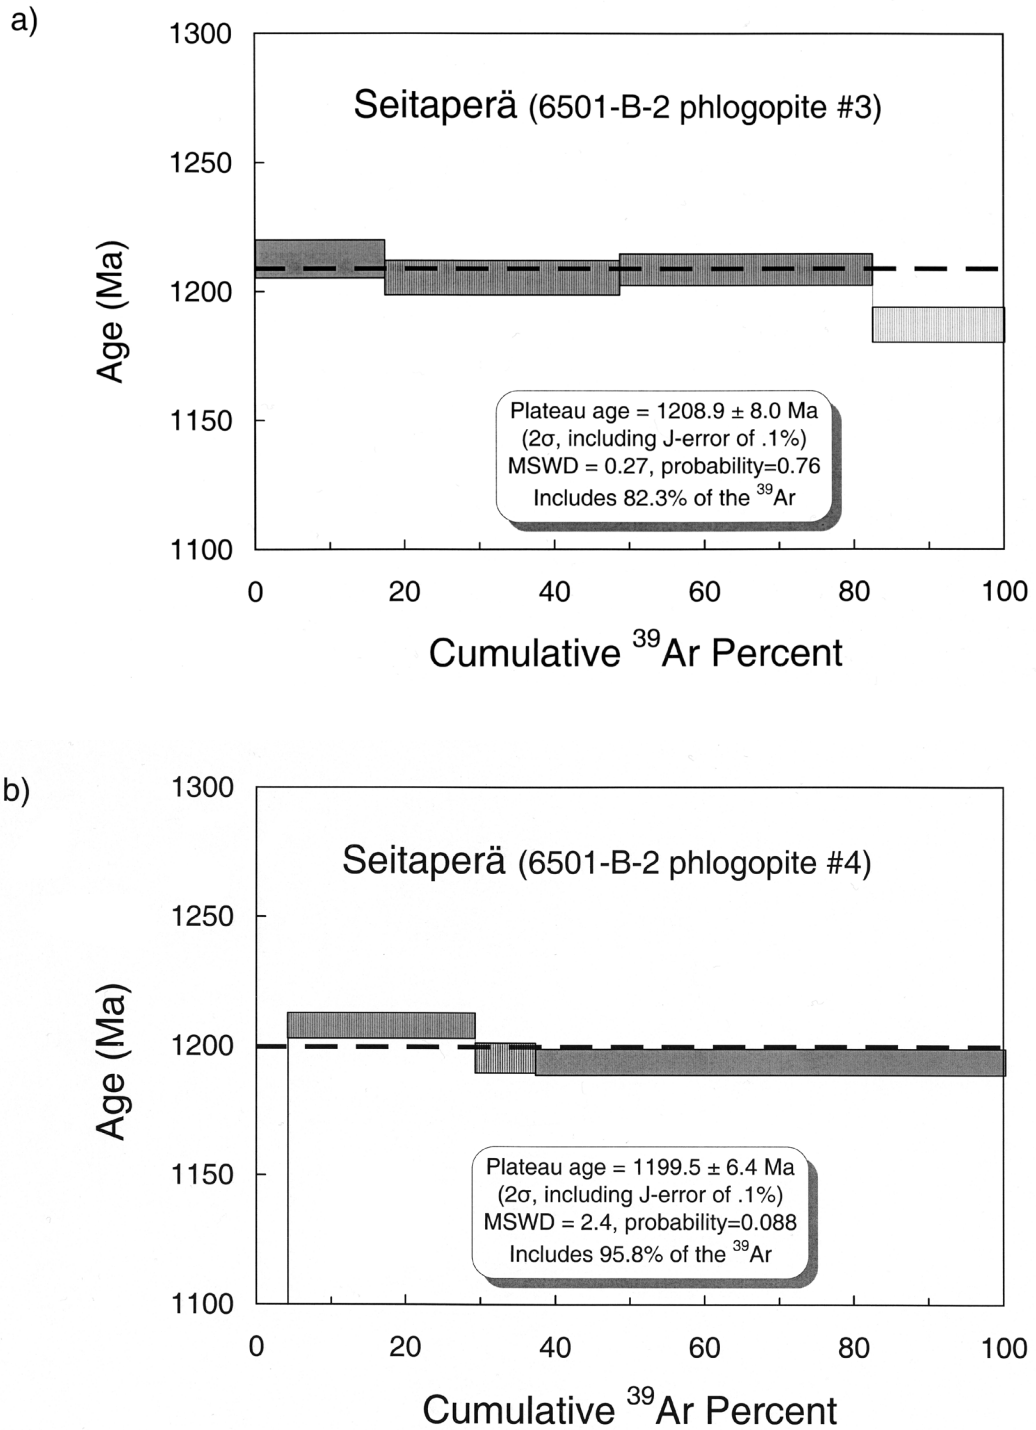 a)
1300
Seitaperä (6501-B-2 phlogopite #3)
1250
Age (Ma)
1200
1150
Plateau age = 1208.9 ± 8.0 Ma
(2σ, including J-error of .1%)
MSWD = 0.27, probability=0.76
Includes 82.3% of the ³⁹Ar
1100
0 20 40 60 80 100
Cumulative ³⁹Ar Percent
b)
1300
Seitaperä (6501-B-2 phlogopite #4)
1250
Age (Ma)
1200
1150
Plateau age = 1199.5 ± 6.4 Ma
(2σ, including J-error of .1%)
MSWD = 2.4, probability=0.088
Includes 95.8% of the ³⁹Ar
1100
0 20 40 60 80 100
Cumulative ³⁹Ar Percent